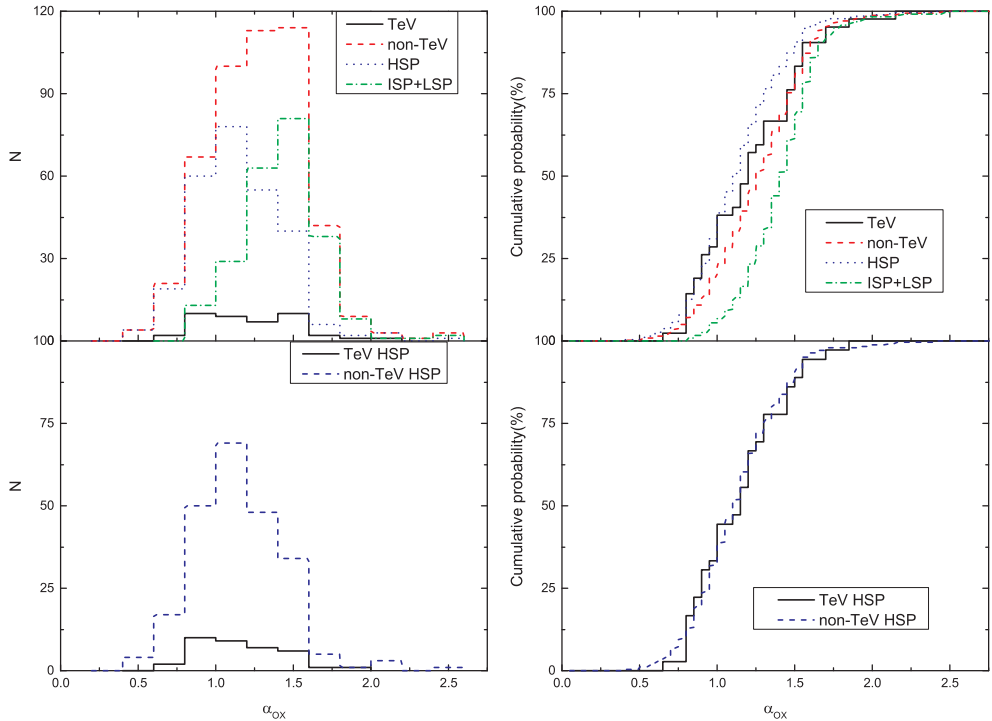 120
90
60
30
100
N
TeV
non-TeV
HSP
ISP+LSP
100
75
50
25
100
Cumulative probability(%)
TeV
non-TeV
HSP
ISP+LSP
75
50
25
0
N
TeV HSP
non-TeV HSP
0.0 0.5 1.0 1.5 2.0 2.5
αOX
75
50
25
0
Cumulative probability(%)
TeV HSP
non-TeV HSP
0.0 0.5 1.0 1.5 2.0 2.5
αOX